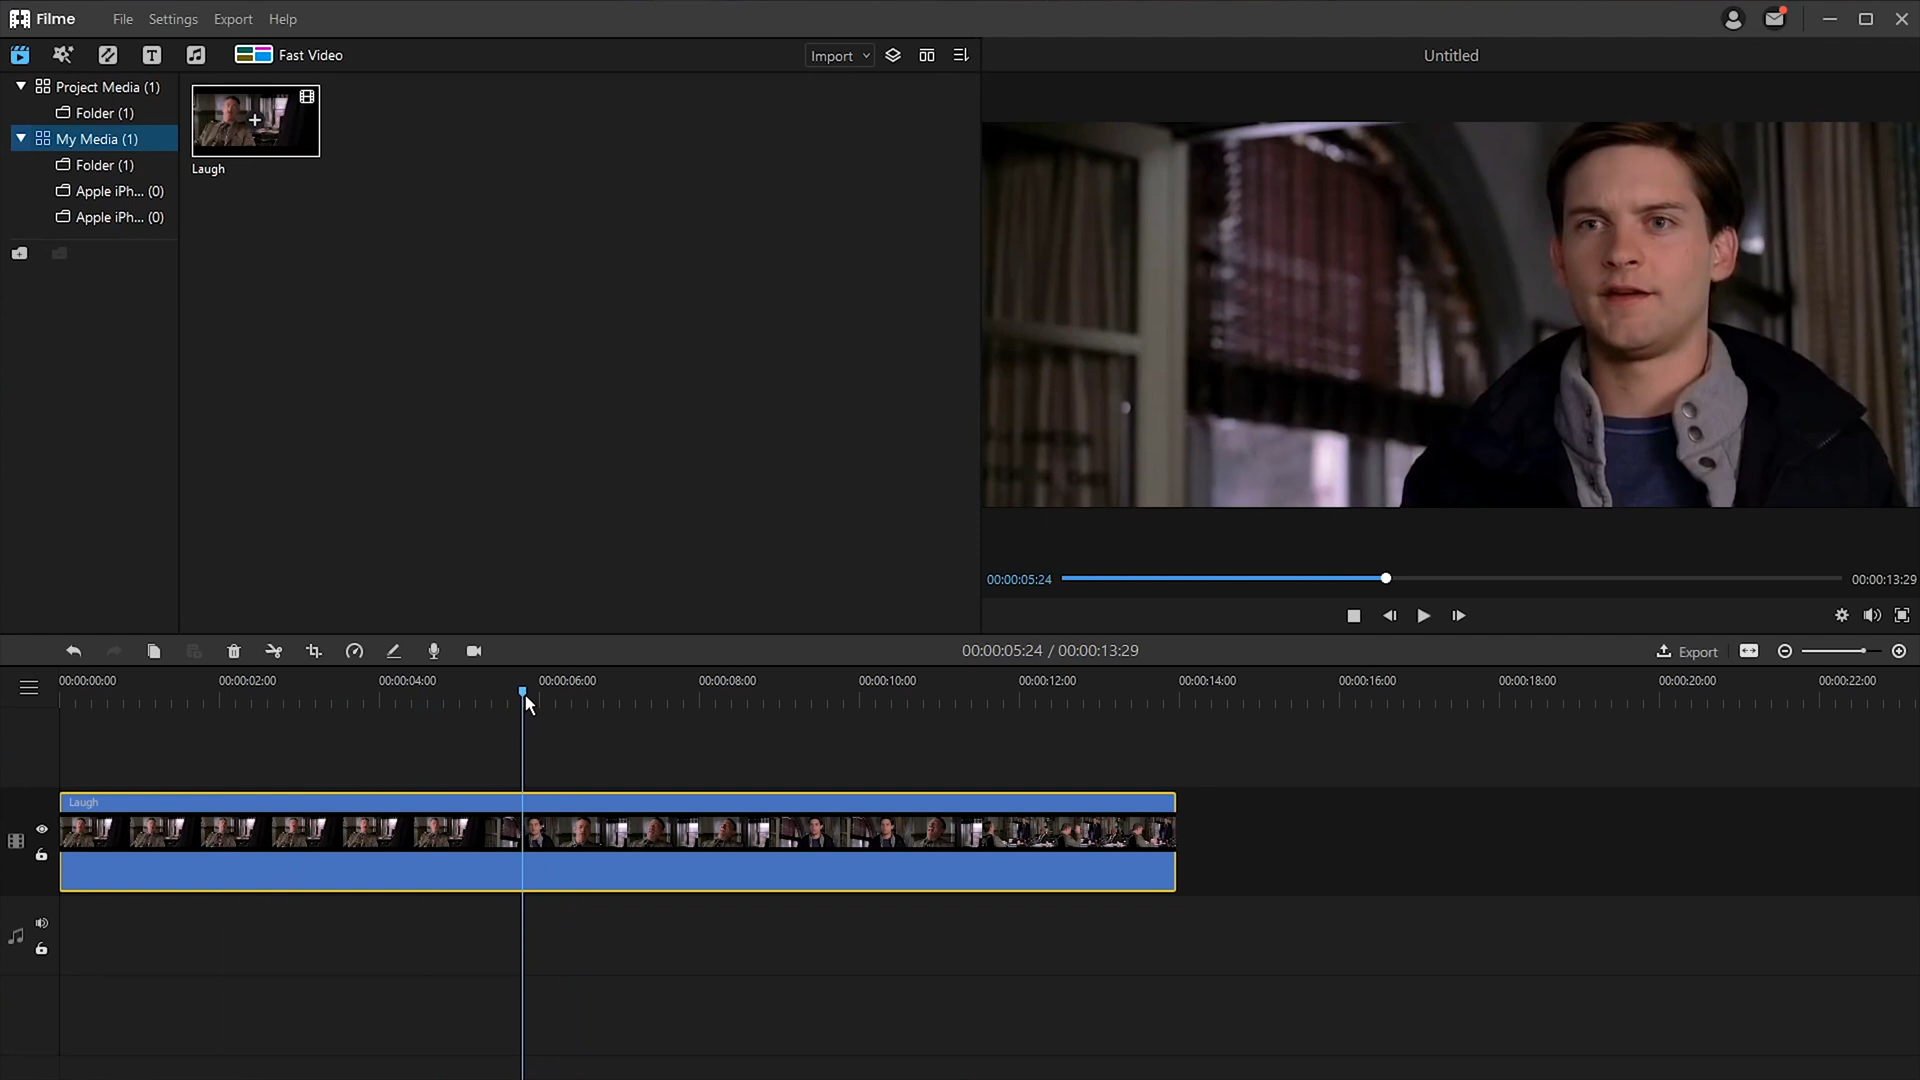 Filme File Settings Export Help
Fast Video Import Untitled
Project Media (1)
Folder (1)
My Media (1)
Folder (1)
Apple iPh... (0)
Apple iPh... (0)
Laugh
00:00:05:24 00:00:13:29
00:00:05:24 / 00:00:13:29 Export
00:00:00:00 00:00:02:00 00:00:04:00 00:00:06:00 00:00:08:00 00:00:10:00 00:00:12:00 00:00:14:00 00:00:16:00 00:00:18:00 00:00:20:00 00:00:22:00
Laugh